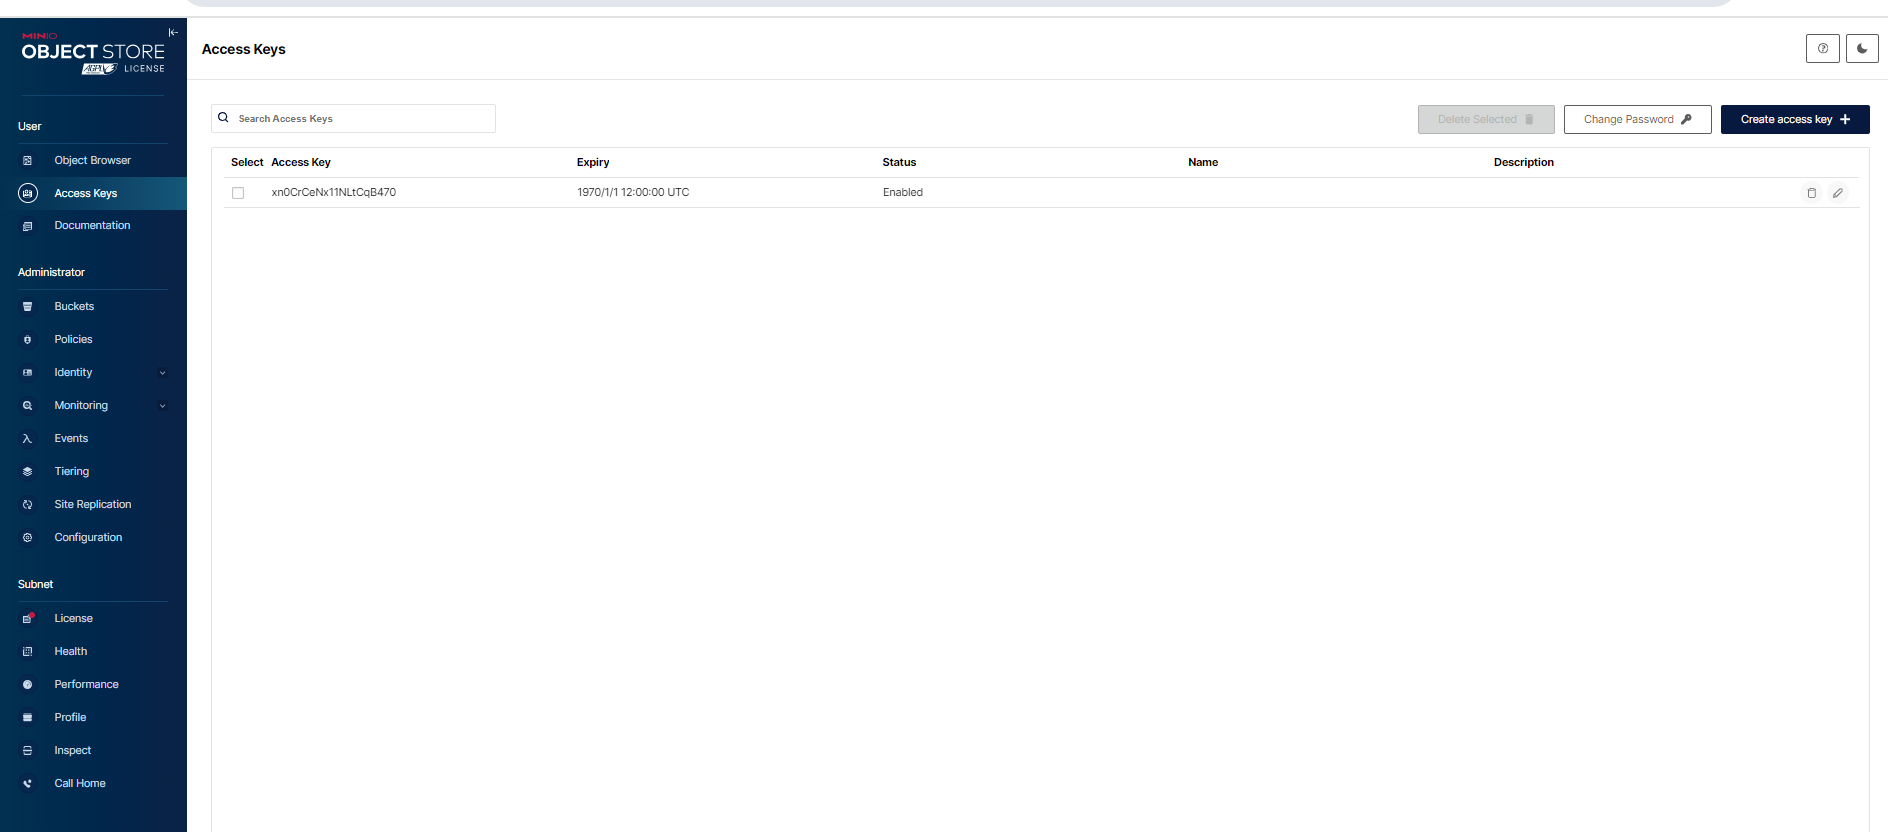 MINIO
OBJECT STORE
AGPLV3 LICENSE
Access Keys
User
Object Browser
Access Keys
Documentation
Administrator
Buckets
Policies
Identity
Monitoring
Events
Tiering
Site Replication
Configuration
Subnet
License
Health
Performance
Profile
Inspect
Call Home
Search Access Keys
Delete Selected
Change Password
Create access key
Select Access Key Expiry Status Name Description
xn0CrCeNx11NLtCqB470 1970/1/1 12:00:00 UTC Enabled